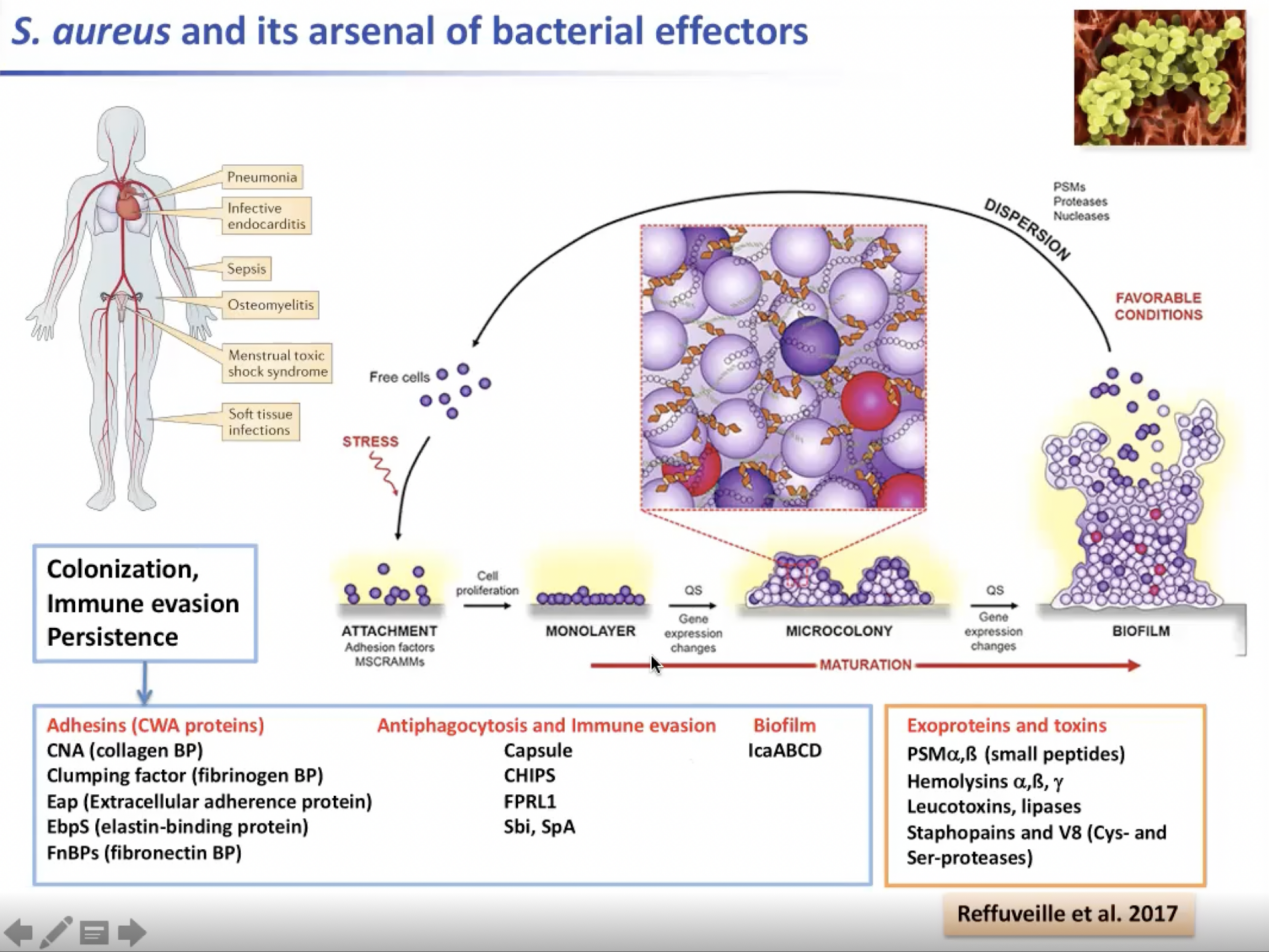 S. aureus and its arsenal of bacterial effectors
Pneumonia
Infective
endocarditis
Sepsis
Osteomyelitis
Menstrual toxic
shock syndrome
Soft tissue
infections
PSMs
Proteases
Nucleases
DISPERSION
FAVORABLE
CONDITIONS
Free cells
STRESS
Cell
proliferation
QS
Gene
expression
changes
QS
Gene
expression
changes
ATTACHMENT
Adhesion factors
MSCRAMMs
MONOLAYER
MICROCOLONY
BIOFILM
MATURATION
Colonization,
Immune evasion
Persistence
Adhesins (CWA proteins)
CNA (collagen BP)
Clumping factor (fibrinogen BP)
Eap (Extracellular adherence protein)
EbpS (elastin-binding protein)
FnBPs (fibronectin BP)
Antiphagocytosis and Immune evasion
Capsule
CHIPS
FPRL1
Sbi, SpA
Biofilm
IcaABCD
Exoproteins and toxins
PSMα,ß (small peptides)
Hemolysins α,ß, γ
Leucotoxins, lipases
Staphopains and V8 (Cys- and
Ser-proteases)
Reffuveille et al. 2017